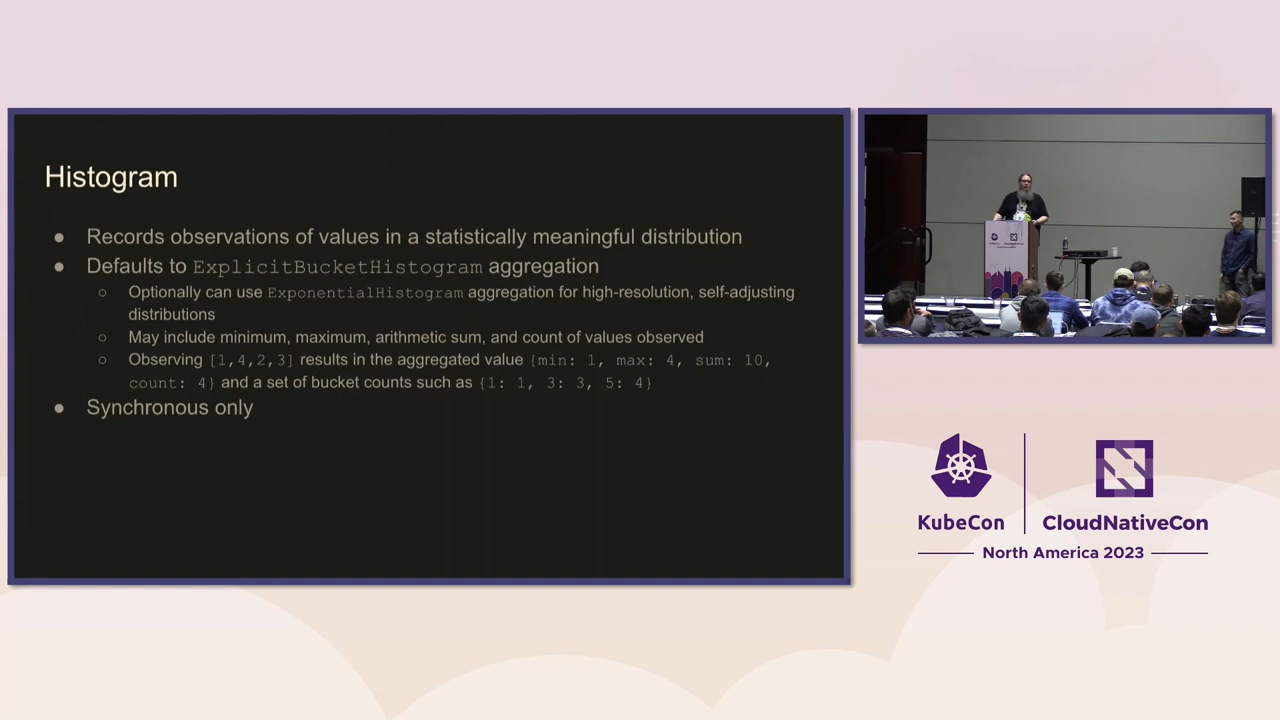 Histogram
● Records observations of values in a statistically meaningful distribution
● Defaults to ExplicitBucketHistogram aggregation
○ Optionally can use ExponentialHistogram aggregation for high-resolution, self-adjusting
distributions
○ May include minimum, maximum, arithmetic sum, and count of values observed
○ Observing [1,4,2,3] results in the aggregated value {min: 1, max: 4, sum: 10,
count: 4} and a set of bucket counts such as {1: 1, 3: 3, 5: 4}
● Synchronous only
KubeCon
CloudNativeCon
North America 2023